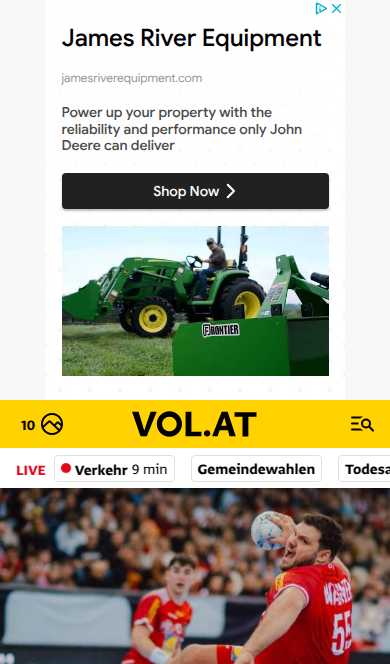 James River Equipment
jamesriverequipment.com
Power up your property with the
reliability and performance only John
Deere can deliver
Shop Now
FRONTIER
10
VOL.AT
LIVE
Verkehr 9 min
Gemeindewahlen
Todesa
55